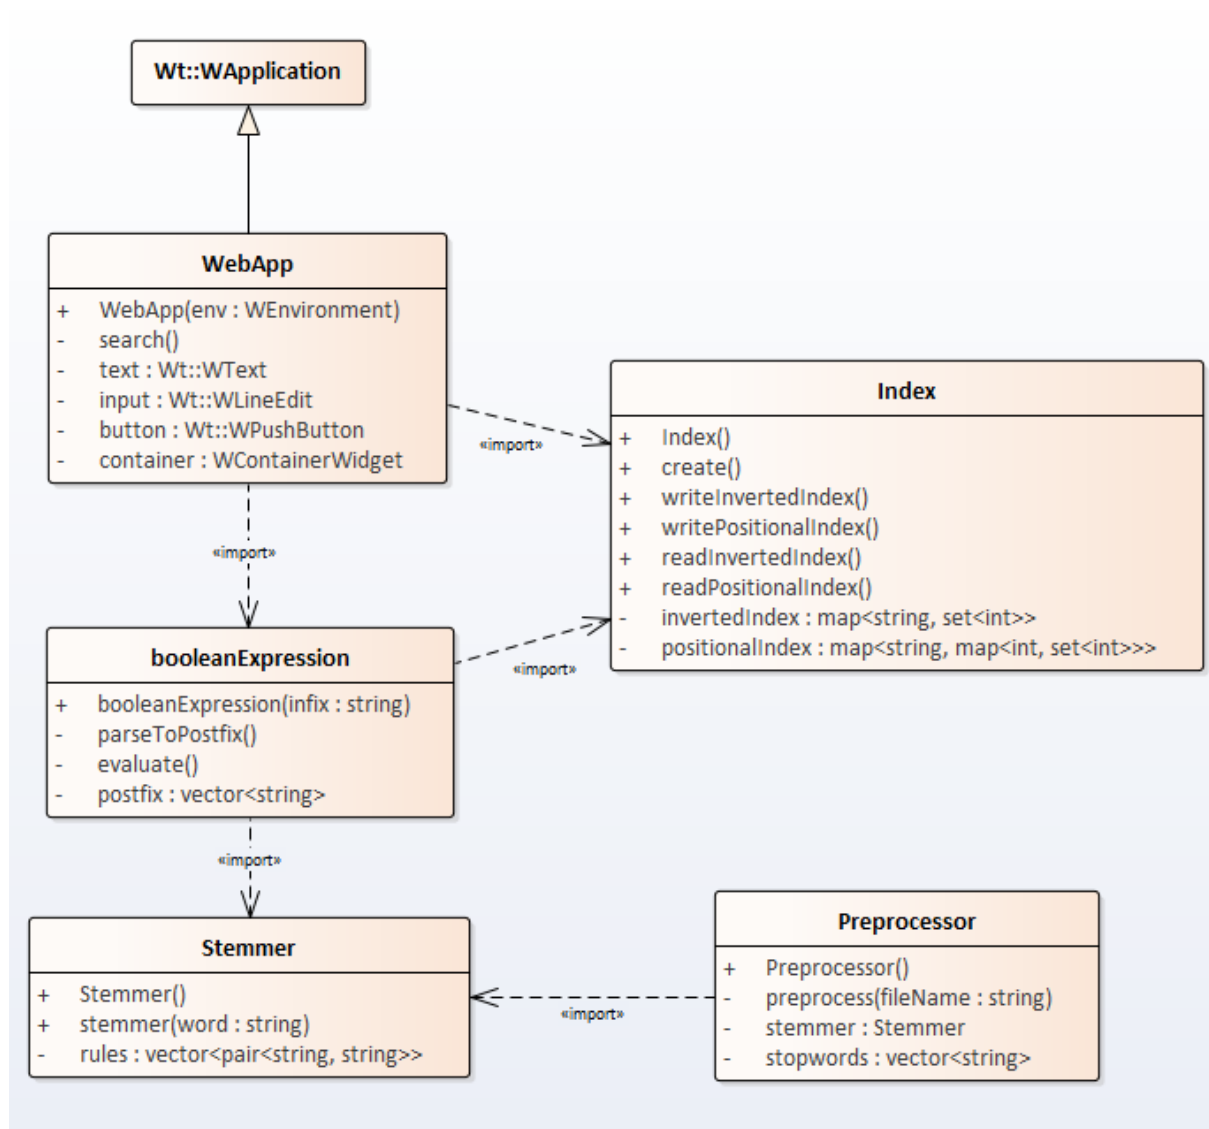 Wt::WApplication
WebApp
+ WebApp(env : WEnvironment)
- search()
- text : Wt::WText
- input : Wt::WLineEdit
- button : Wt::WPushButton
- container : WContainerWidget
«import»
Index
+ Index()
+ create()
+ writeInvertedIndex()
+ writePositionalIndex()
+ readInvertedIndex()
+ readPositionalIndex()
- invertedIndex : map<string, set<int>>
- positionalIndex : map<string, map<int, set<int>>>
«import»
booleanExpression
+ booleanExpression(infix : string)
- parseToPostfix()
- evaluate()
- postfix : vector<string>
«import»
«import»
Stemmer
+ Stemmer()
+ stemmer(word : string)
- rules : vector<pair<string, string>>
«import»
Preprocessor
+ Preprocessor()
- preprocess(fileName : string)
- stemmer : Stemmer
- stopwords : vector<string>